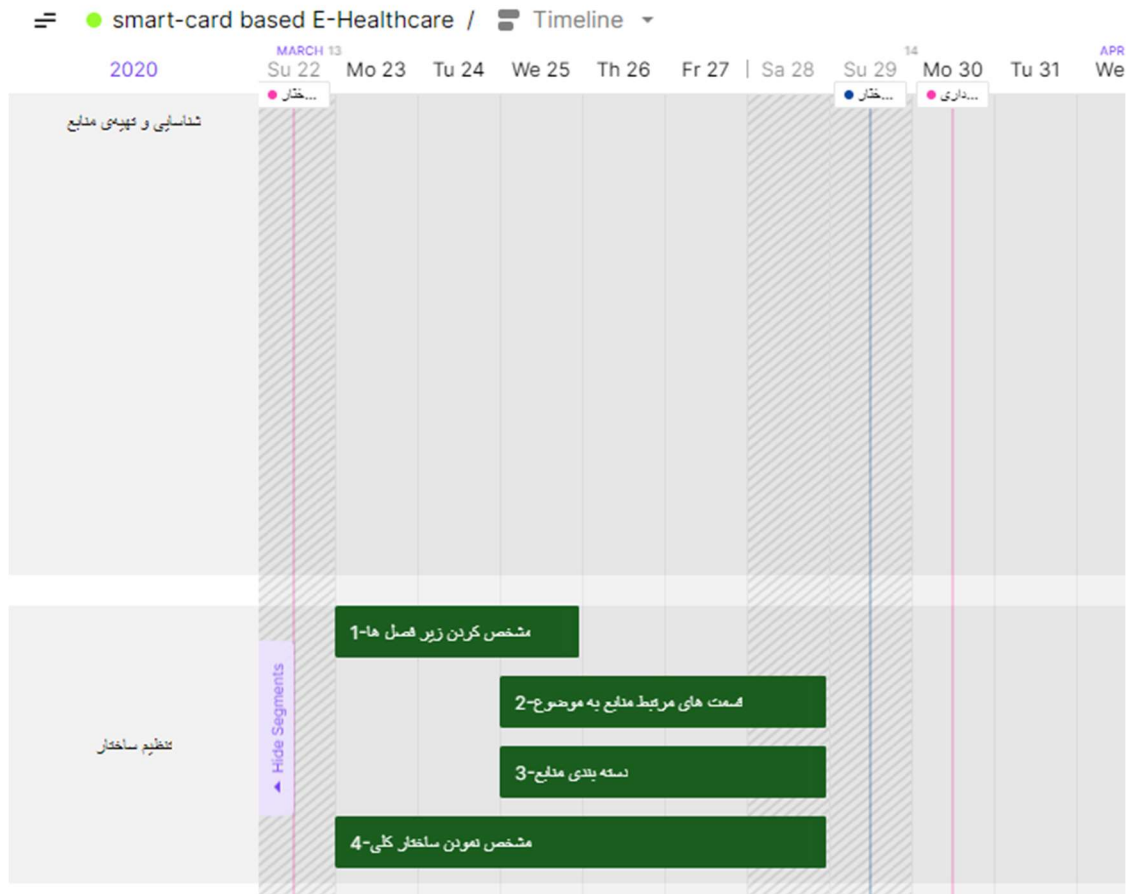 smart-card based E-Healthcare / Timeline
MARCH 13 14 APR
2020 Su 22 Mo 23 Tu 24 We 25 Th 26 Fr 27 Sa 28 Su 29 Mo 30 Tu 31 We
...ختار ...ختار ...داری
شناسایی و تهیه‌ی منابع
1-مشخص کردن زیر فصل ها
2-قسمت های مرتبط منابع به موضوع
Hide Segments
تنظیم ساختار
3-دسته بندی منابع
4-مشخص نمودن ساختار کلی